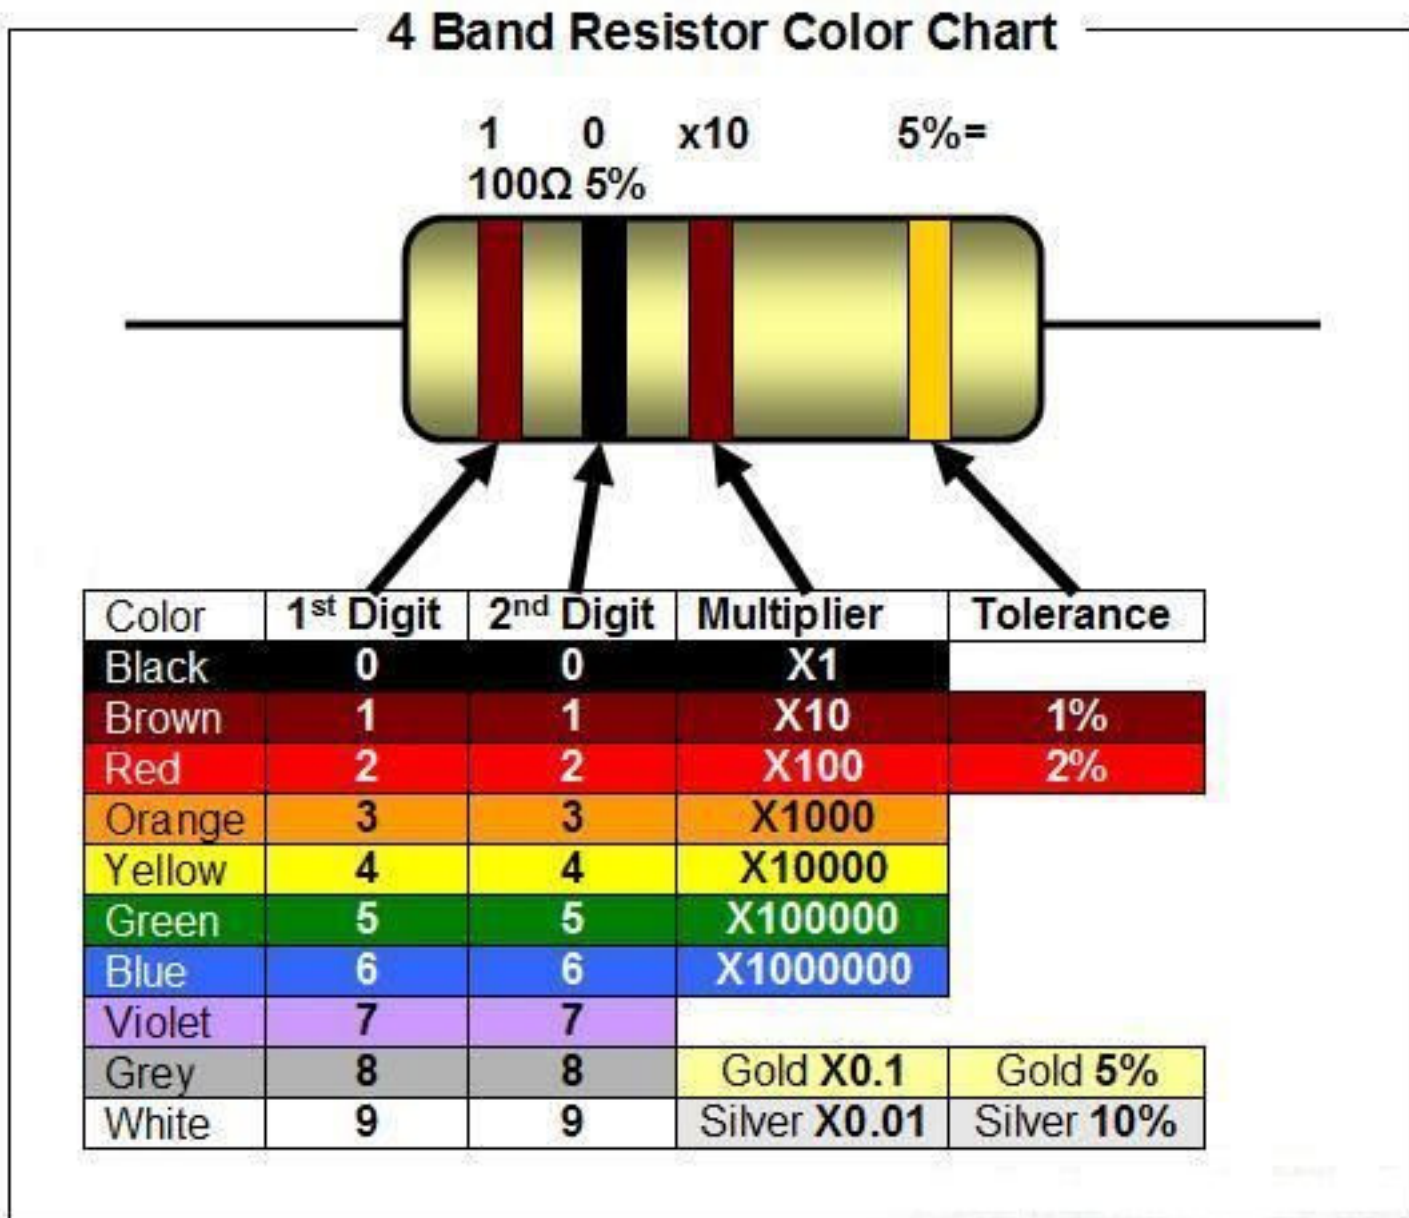 4 Band Resistor Color Chart
1 0 x10 5%=
100Ω 5%
Color 1st Digit 2nd Digit Multiplier Tolerance
Black 0 0 X1
Brown 1 1 X10 1%
Red 2 2 X100 2%
Orange 3 3 X1000
Yellow 4 4 X10000
Green 5 5 X100000
Blue 6 6 X1000000
Violet 7 7
Grey 8 8 Gold X0.1 Gold 5%
White 9 9 Silver X0.01 Silver 10%